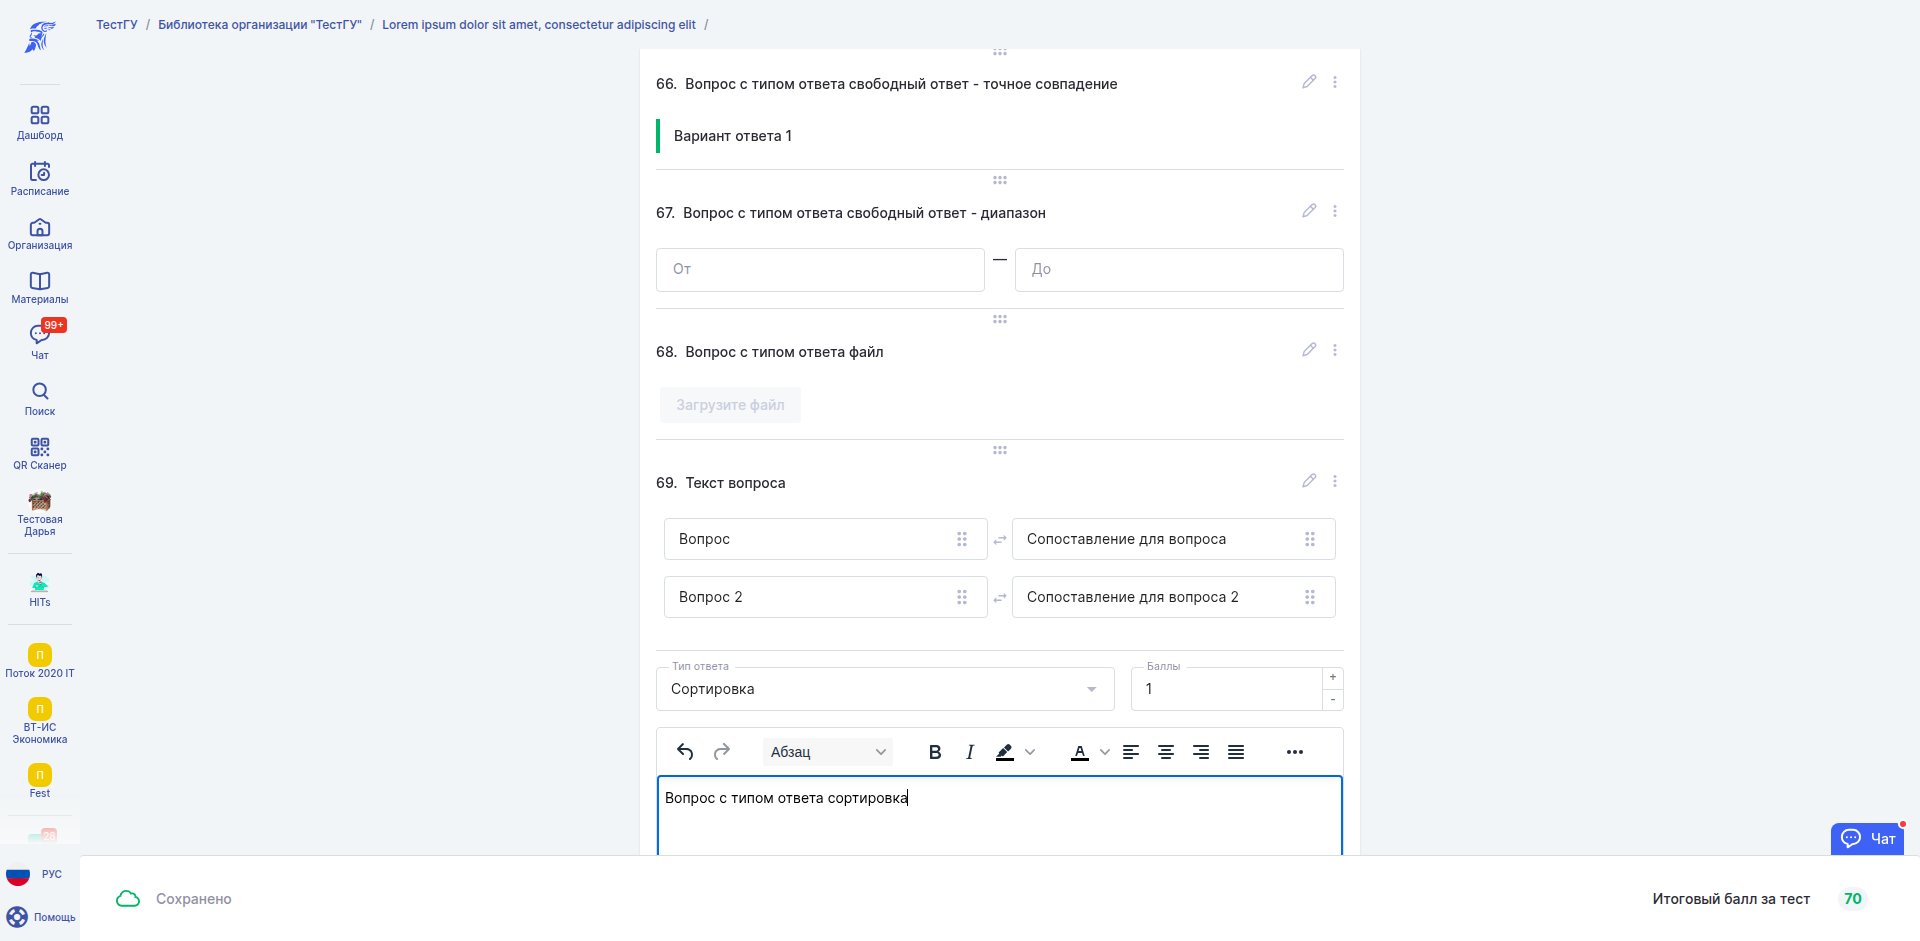 ТестГУ / Библиотека организации "ТестГУ" / Lorem ipsum dolor sit amet, consectetur adipiscing elit /
Дашборд
Расписание
Организация
Материалы
99+
Чат
Поиск
QR Сканер
Тестовая
Дарья
HITs
П
Поток 2020 IT
П
ВТ-ИС
Экономика
П
Fest
28
РУС
Помощь
66. Вопрос с типом ответа свободный ответ - точное совпадение
Вариант ответа 1
67. Вопрос с типом ответа свободный ответ - диапазон
От — До
68. Вопрос с типом ответа файл
Загрузите файл
69. Текст вопроса
Вопрос Сопоставление для вопроса
Вопрос 2 Сопоставление для вопроса 2
Тип ответа Баллы
Сортировка 1 + -
Абзац B I A
Вопрос с типом ответа сортировка
Чат
Сохранено Итоговый балл за тест 70